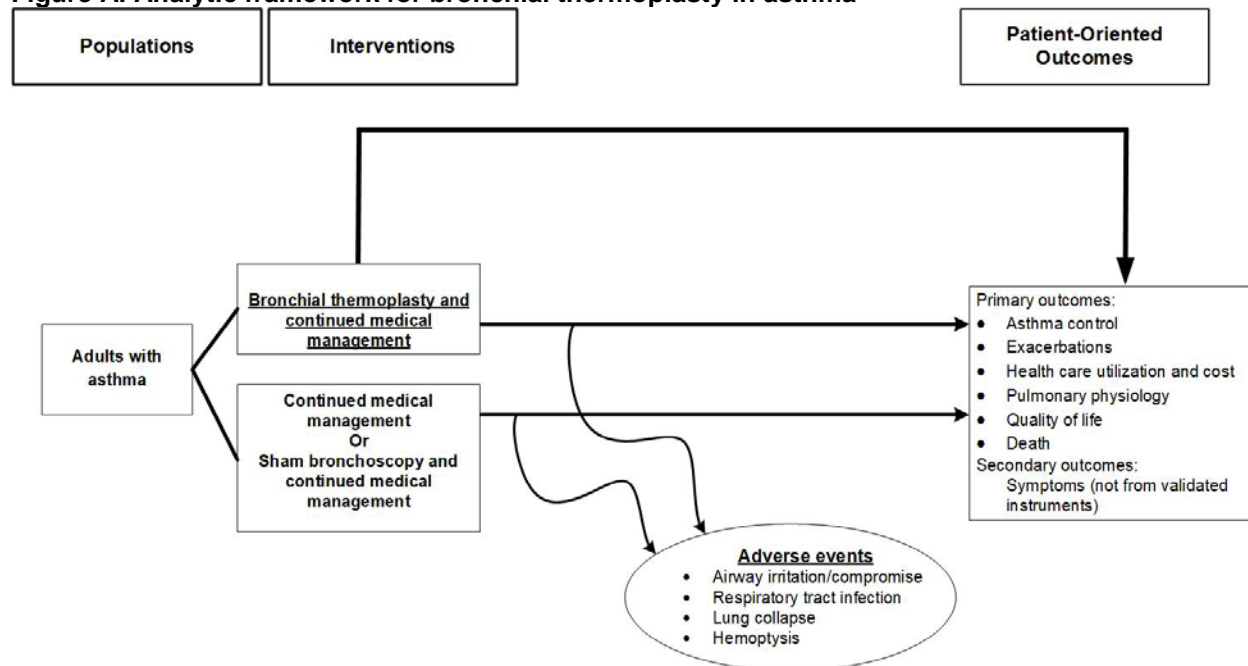 Figure A. Analytic framework for bronchial thermoplasty in asthma
Populations
Interventions
Patient-Oriented
Outcomes
Adults with
asthma
Bronchial thermoplasty and
continued medical
management
Continued medical
management
Or
Sham bronchoscopy and
continued medical
management
Primary outcomes:
• Asthma control
• Exacerbations
• Health care utilization and cost
• Pulmonary physiology
• Quality of life
• Death
Secondary outcomes:
Symptoms (not from validated
instruments)
Adverse events
• Airway irritation/compromise
• Respiratory tract infection
• Lung collapse
• Hemoptysis